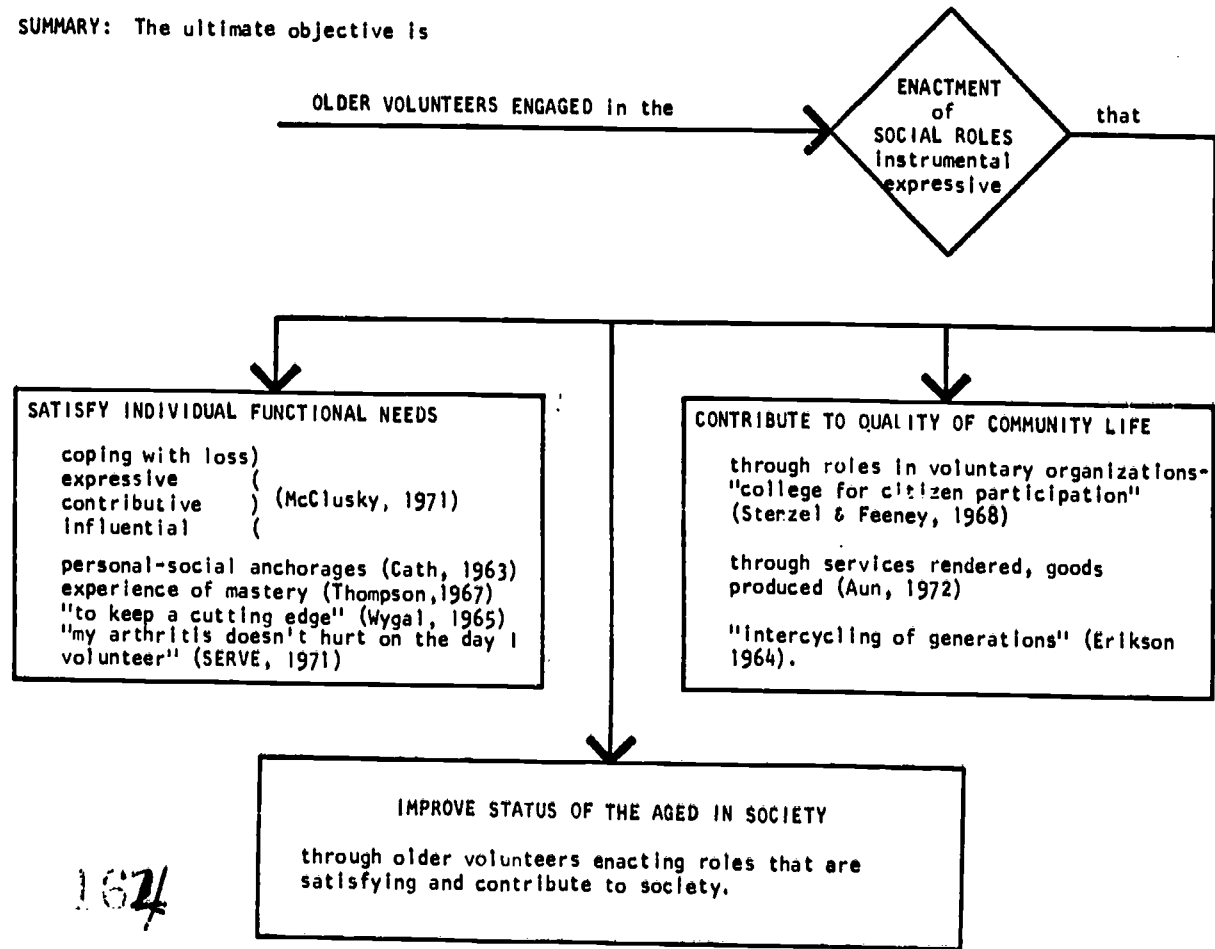 SUMMARY: The ultimate objective is
OLDER VOLUNTEERS ENGAGED in the
ENACTMENT
of
SOCIAL ROLES
instrumental
expressive
that
SATISFY INDIVIDUAL FUNCTIONAL NEEDS
coping with loss)
expressive (
contributive ) (McClusky, 1971)
influential (
personal-social anchorages (Cath, 1963)
experience of mastery (Thompson,1967)
"to keep a cutting edge" (Wygal, 1965)
"my arthritis doesn't hurt on the day I
volunteer" (SERVE, 1971)
CONTRIBUTE TO QUALITY OF COMMUNITY LIFE
through roles in voluntary organizations-
"college for citizen participation"
(Stenzel & Feeney, 1968)
through services rendered, goods
produced (Aun, 1972)
"intercycling of generations" (Erikson
1964).
IMPROVE STATUS OF THE AGED IN SOCIETY
through older volunteers enacting roles that are
satisfying and contribute to society.